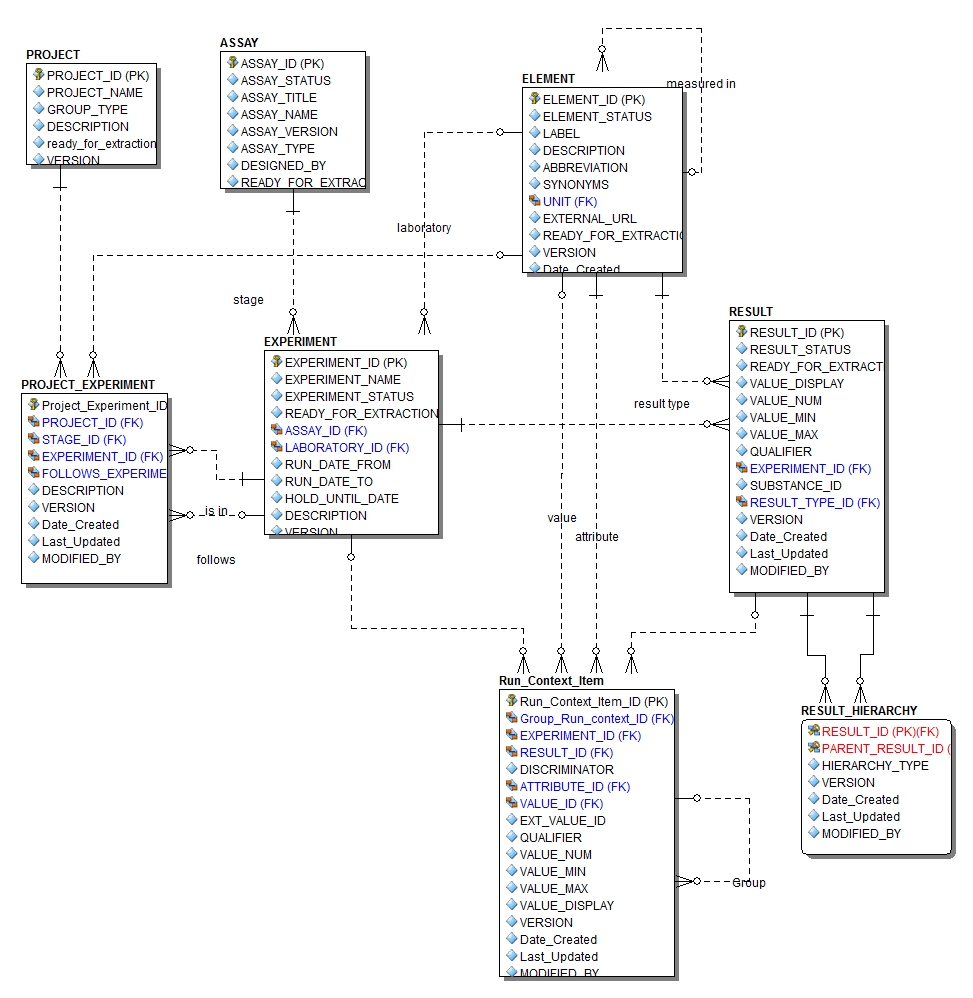 PROJECT
PROJECT_ID (PK)
PROJECT_NAME
GROUP_TYPE
DESCRIPTION
ready_for_extraction
VERSION
ASSAY
ASSAY_ID (PK)
ASSAY_STATUS
ASSAY_TITLE
ASSAY_NAME
ASSAY_VERSION
ASSAY_TYPE
DESIGNED_BY
READY_FOR_EXTRAC
ELEMENT
ELEMENT_ID (PK)
ELEMENT_STATUS
LABEL
DESCRIPTION
ABBREVIATION
SYNONYMS
UNIT (FK)
EXTERNAL_URL
READY_FOR_EXTRACTIO
VERSION
Date_Created
measured in
laboratory
stage
RESULT
RESULT_ID (PK)
RESULT_STATUS
READY_FOR_EXTRACT
VALUE_DISPLAY
VALUE_NUM
VALUE_MIN
VALUE_MAX
QUALIFIER
EXPERIMENT_ID (FK)
SUBSTANCE_ID
RESULT_TYPE_ID (FK)
VERSION
Date_Created
Last_Updated
MODIFIED_BY
EXPERIMENT
EXPERIMENT_ID (PK)
EXPERIMENT_NAME
EXPERIMENT_STATUS
READY_FOR_EXTRACTION
ASSAY_ID (FK)
LABORATORY_ID (FK)
RUN_DATE_FROM
RUN_DATE_TO
HOLD_UNTIL_DATE
DESCRIPTION
VERSION
PROJECT_EXPERIMENT
Project_Experiment_ID
PROJECT_ID (FK)
STAGE_ID (FK)
EXPERIMENT_ID (FK)
FOLLOWS_EXPERIME
DESCRIPTION
VERSION
Date_Created
Last_Updated
MODIFIED_BY
result type
is in
follows
value
attribute
Run_Context_Item
Run_Context_Item_ID (PK)
Group_Run_context_ID (FK)
EXPERIMENT_ID (FK)
RESULT_ID (FK)
DISCRIMINATOR
ATTRIBUTE_ID (FK)
VALUE_ID (FK)
EXT_VALUE_ID
QUALIFIER
VALUE_NUM
VALUE_MIN
VALUE_MAX
VALUE_DISPLAY
VERSION
Date_Created
Last_Updated
MODIFIED_BY
Group
RESULT_HIERARCHY
RESULT_ID (PK)(FK)
PARENT_RESULT_ID (
HIERARCHY_TYPE
VERSION
Date_Created
Last_Updated
MODIFIED_BY